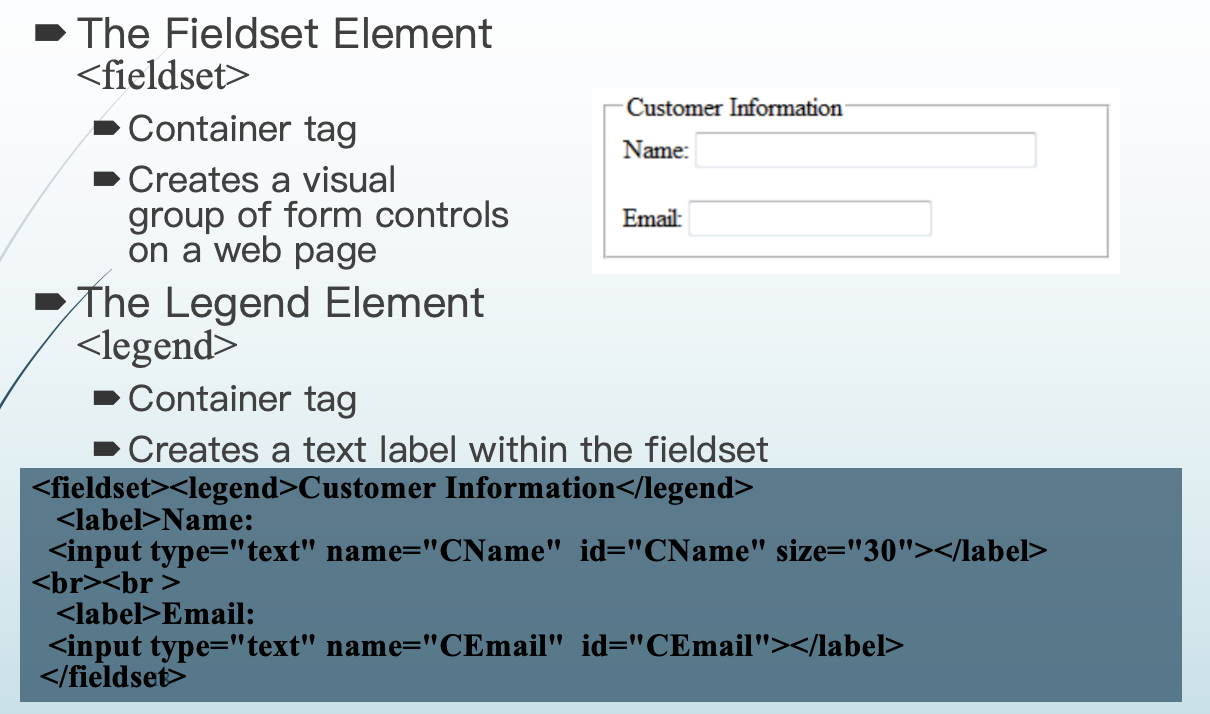 The Fieldset Element
<fieldset>
Container tag
Creates a visual
group of form controls
on a web page
Customer Information
Name:
Email:
The Legend Element
<legend>
Container tag
Creates a text label within the fieldset
<fieldset><legend>Customer Information</legend>
<label>Name:
<input type="text" name="CName"  id="CName" size="30"></label>
<br><br >
<label>Email:
<input type="text" name="CEmail"  id="CEmail"></label>
</fieldset>